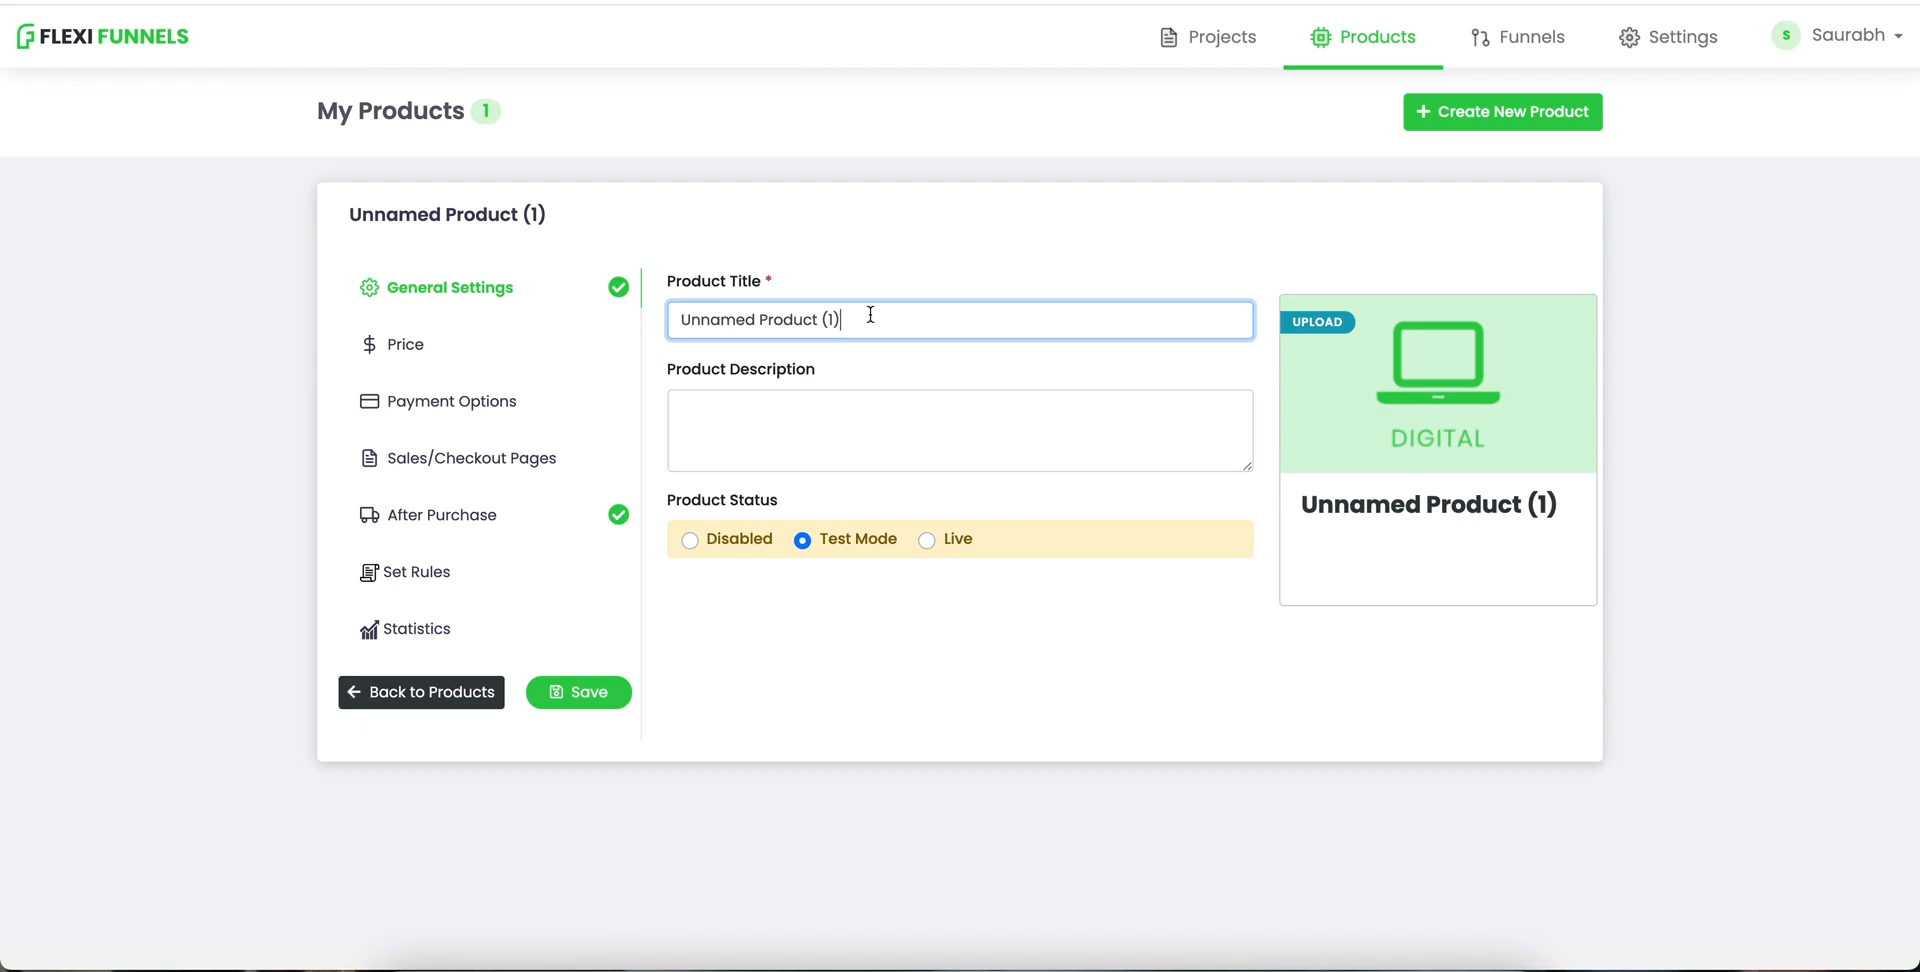 FLEXI FUNNELS
Projects
Products
Funnels
Settings
S
Saurabh
My Products 1
+ Create New Product
Unnamed Product (1)
General Settings
Price
Payment Options
Sales/Checkout Pages
After Purchase
Set Rules
Statistics
Back to Products
Save
Product Title *
Unnamed Product (1)
Product Description
Product Status
Disabled
Test Mode
Live
UPLOAD
DIGITAL
Unnamed Product (1)